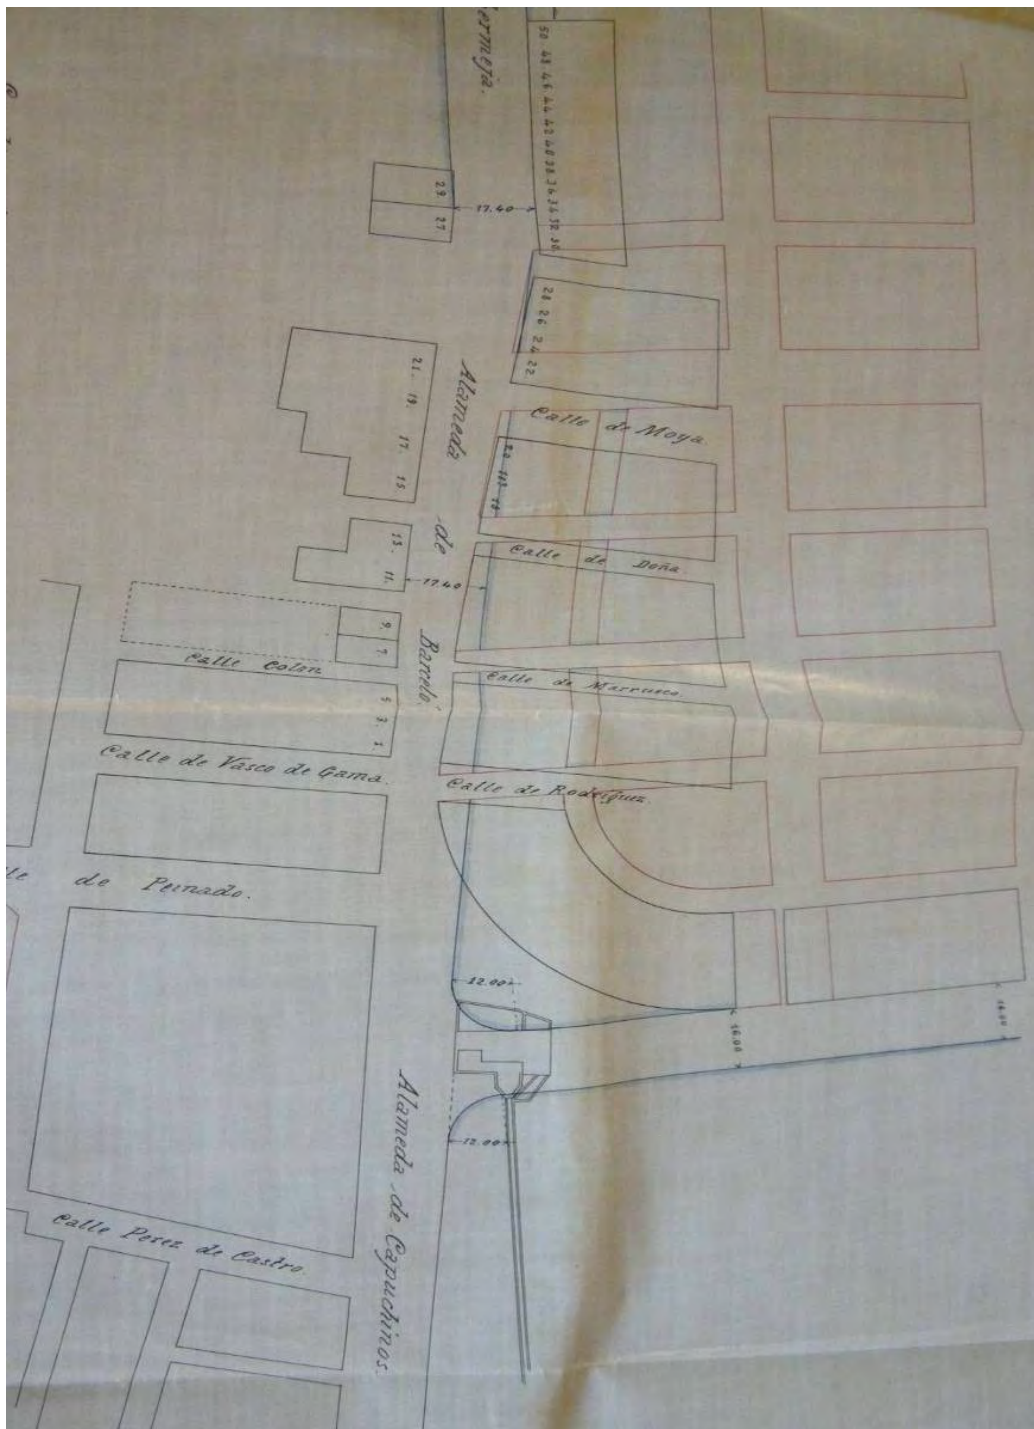 50 48 46 44 42 40 38 36 34 32 30
29
27
17.40
28 26 24 22
21. 19. 17. 15.
Alameda de Barceló.
Calle de Moya.
20
13.
11.
17.40
Calle de Doña.
9.
7.
Calle Colon
5 3. 1.
Calle de Marrueco.
Calle de Vasco de Gama.
Calle de Rodríguez.
de Peinado.
12.00
16.00
12.00
Alameda de Capuchinos.
Calle Perez de Castro.